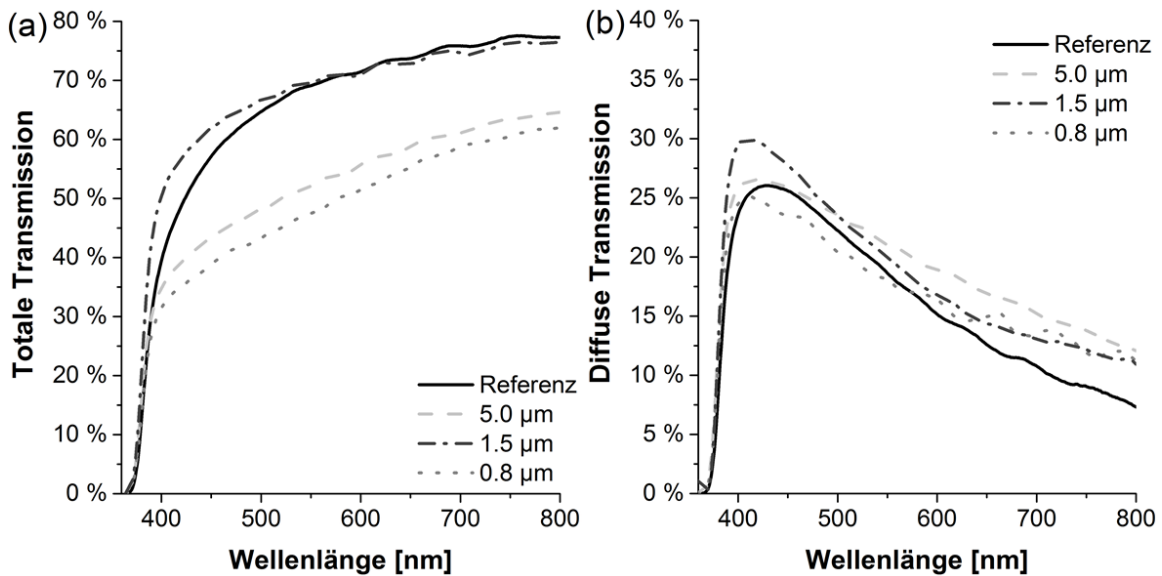 (a)
Totale Transmission
80 %
70 %
60 %
50 %
40 %
30 %
20 %
10 %
0 %
400
500
600
700
800
Wellenlänge [nm]
Referenz
5.0 µm
1.5 µm
0.8 µm
(b)
Diffuse Transmission
40 %
35 %
30 %
25 %
20 %
15 %
10 %
5 %
0 %
400
500
600
700
800
Wellenlänge [nm]
Referenz
5.0 µm
1.5 µm
0.8 µm